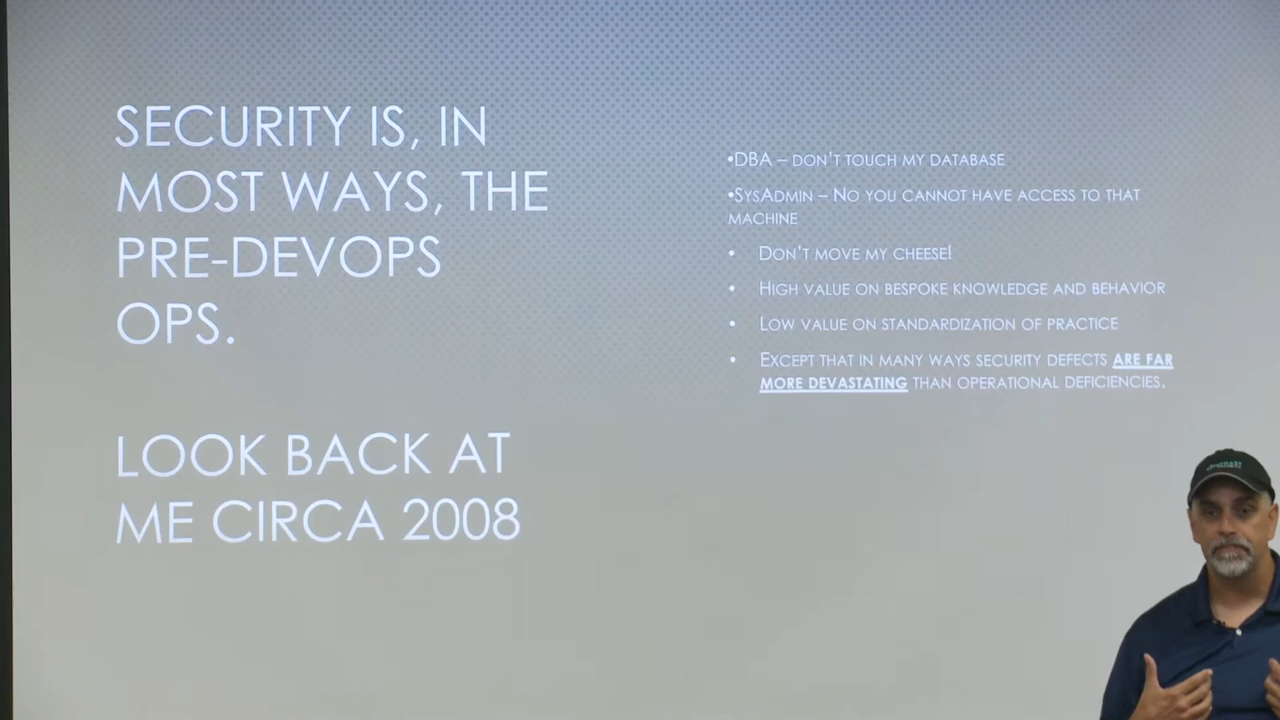 SECURITY IS, IN
MOST WAYS, THE
PRE-DEVOPS
OPS.
LOOK BACK AT
ME CIRCA 2008
•DBA – DON'T TOUCH MY DATABASE
•SYSADMIN – NO YOU CANNOT HAVE ACCESS TO THAT
MACHINE
• DON'T MOVE MY CHEESE!
• HIGH VALUE ON BESPOKE KNOWLEDGE AND BEHAVIOR
• LOW VALUE ON STANDARDIZATION OF PRACTICE
• EXCEPT THAT IN MANY WAYS SECURITY DEFECTS ARE FAR
MORE DEVASTATING THAN OPERATIONAL DEFICIENCIES.